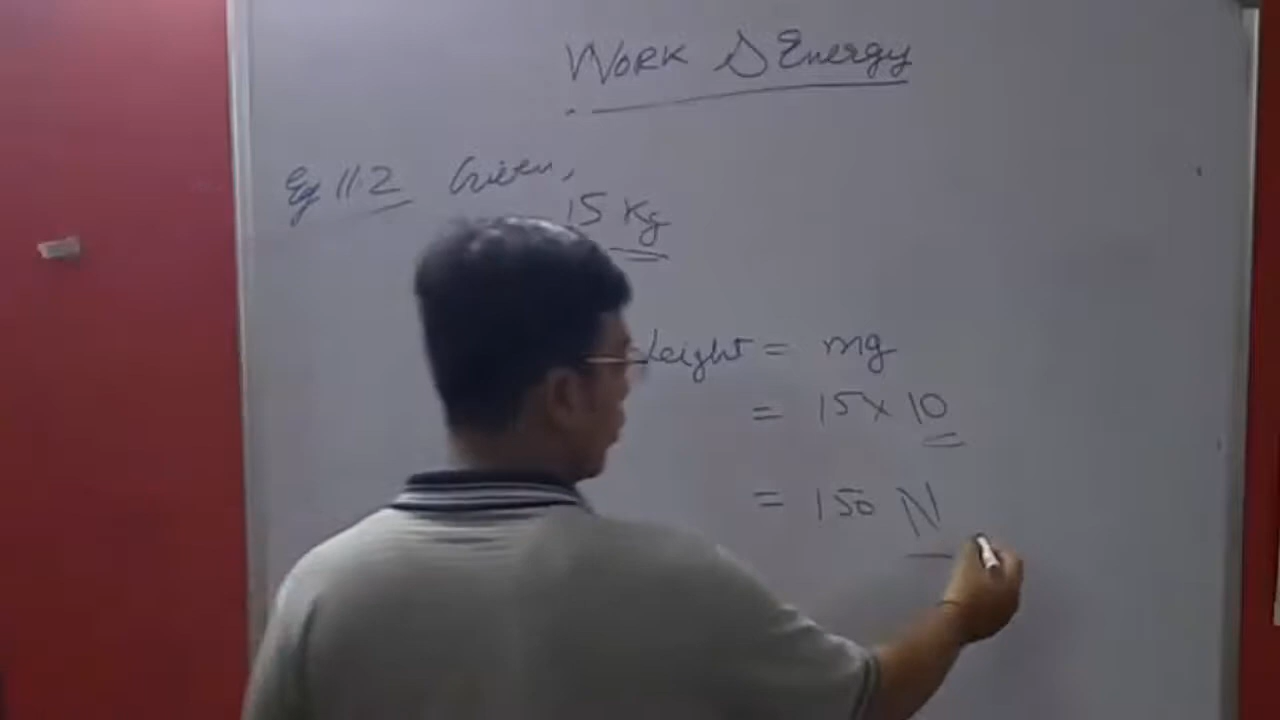 WORK & Energy
Eg 11.2 Given,
15 Kg
eight = mg
= 15 × 10
= 150 N